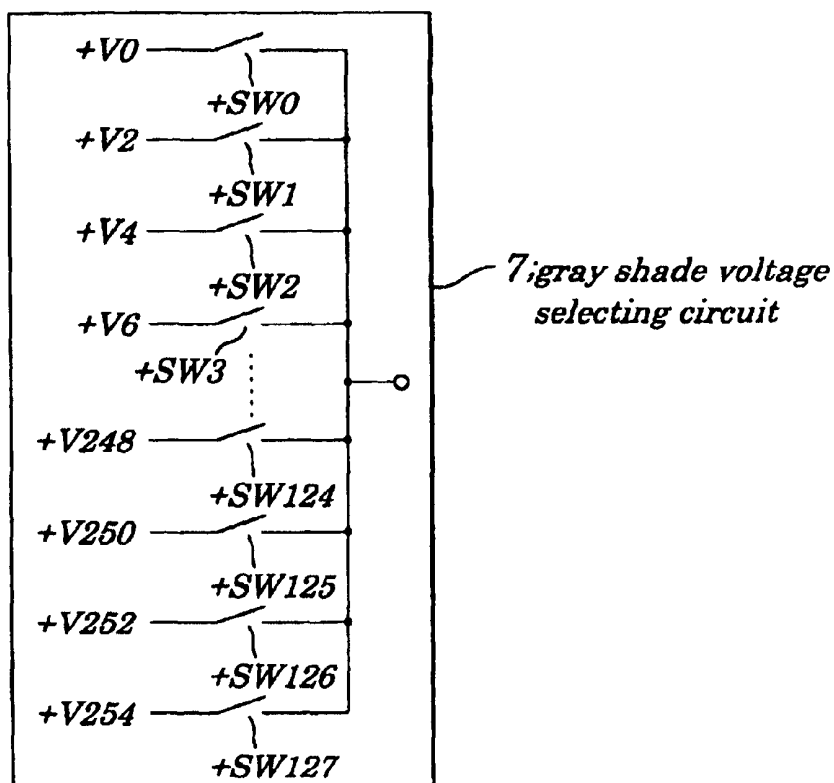 +V0
+SW0
+V2
+SW1
+V4
+SW2
+V6
+SW3
7;gray shade voltage
selecting circuit
+V248
+SW124
+V250
+SW125
+V252
+SW126
+V254
+SW127